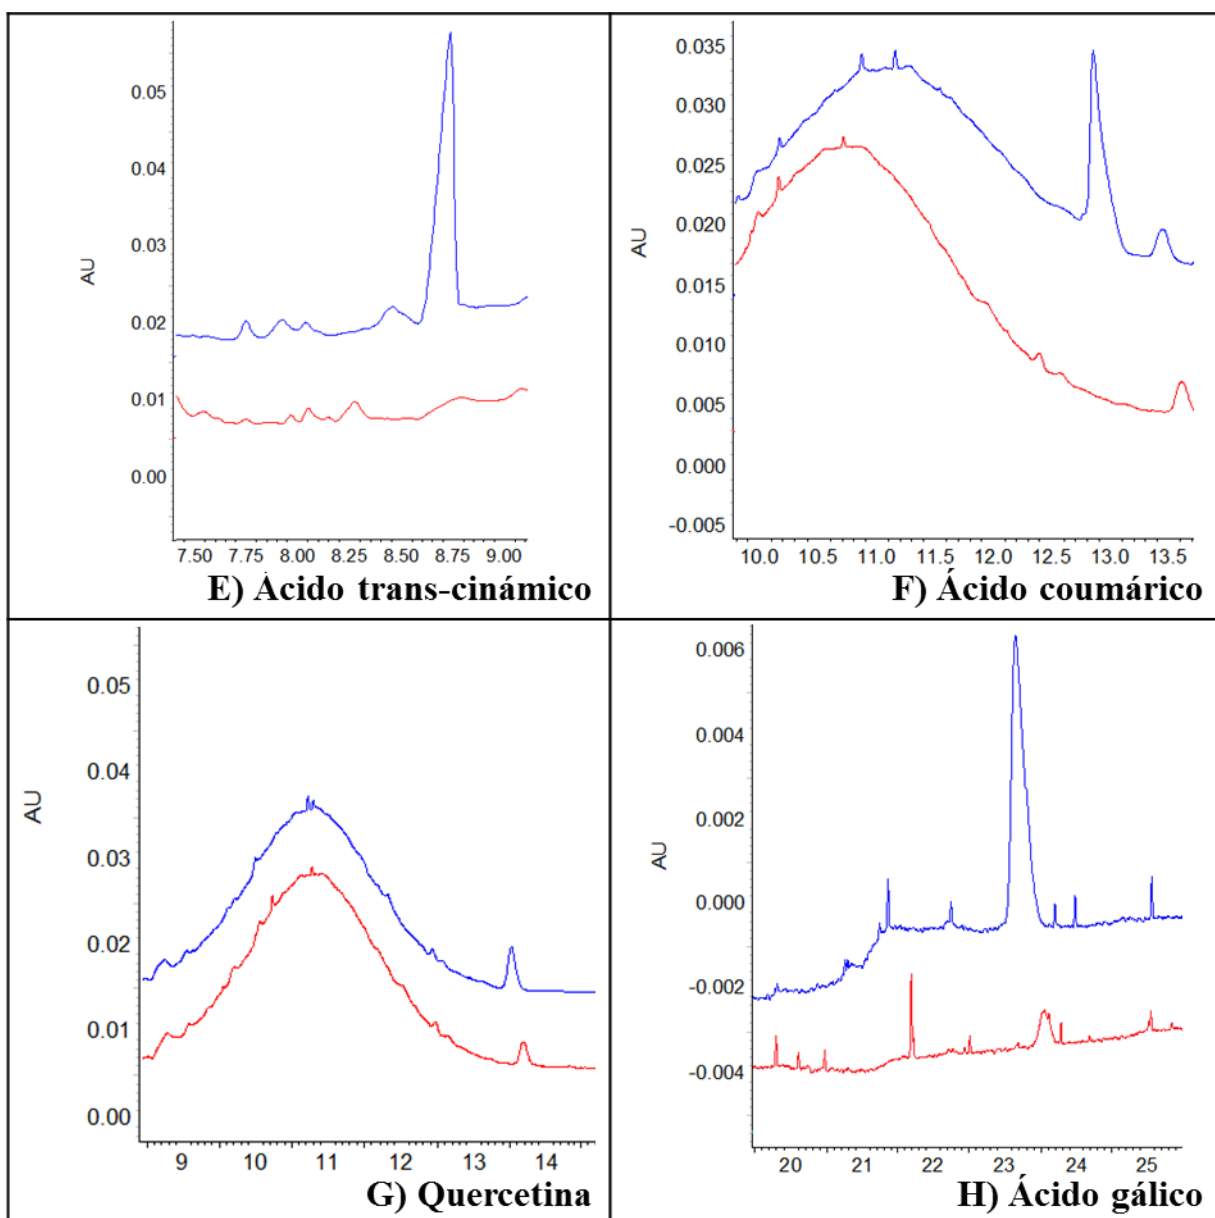 AU
0.05
0.04
0.03
0.02
0.01
0.00
7.50 7.75 8.00 8.25 8.50 8.75 9.00
E) Ácido trans-cinámico
AU
0.035
0.030
0.025
0.020
0.015
0.010
0.005
0.000
-0.005
10.0 10.5 11.0 11.5 12.0 12.5 13.0 13.5
F) Ácido coumárico
AU
0.05
0.04
0.03
0.02
0.01
0.00
9 10 11 12 13 14
G) Quercetina
AU
0.006
0.004
0.002
0.000
-0.002
-0.004
20 21 22 23 24 25
H) Ácido gálico